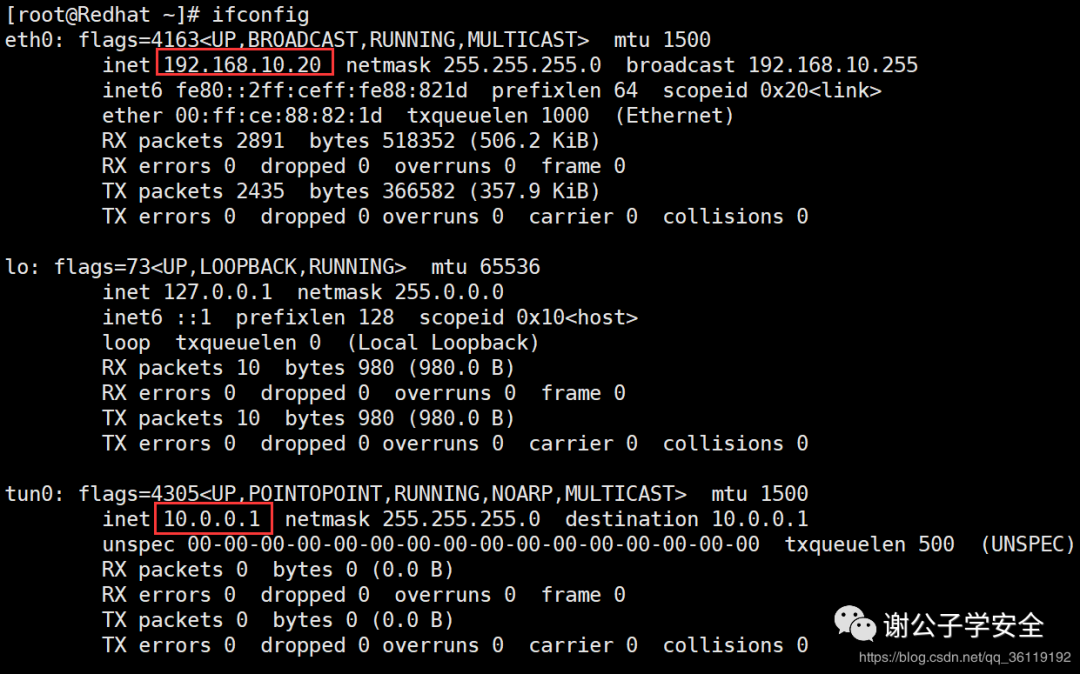 [root@Redhat ~]# ifconfig
eth0: flags=4163<UP,BROADCAST,RUNNING,MULTICAST>  mtu 1500
        inet 192.168.10.20  netmask 255.255.255.0  broadcast 192.168.10.255
        inet6 fe80::2ff:ceff:fe88:821d  prefixlen 64  scopeid 0x20<link>
        ether 00:ff:ce:88:82:1d  txqueuelen 1000  (Ethernet)
        RX packets 2891  bytes 518352 (506.2 KiB)
        RX errors 0  dropped 0  overruns 0  frame 0
        TX packets 2435  bytes 366582 (357.9 KiB)
        TX errors 0  dropped 0 overruns 0  carrier 0  collisions 0

lo: flags=73<UP,LOOPBACK,RUNNING>  mtu 65536
        inet 127.0.0.1  netmask 255.0.0.0
        inet6 ::1  prefixlen 128  scopeid 0x10<host>
        loop  txqueuelen 0  (Local Loopback)
        RX packets 10  bytes 980 (980.0 B)
        RX errors 0  dropped 0  overruns 0  frame 0
        TX packets 10  bytes 980 (980.0 B)
        TX errors 0  dropped 0 overruns 0  carrier 0  collisions 0

tun0: flags=4305<UP,POINTOPOINT,RUNNING,NOARP,MULTICAST>  mtu 1500
        inet 10.0.0.1  netmask 255.255.255.0  destination 10.0.0.1
        unspec 00-00-00-00-00-00-00-00-00-00-00-00-00-00-00-00  txqueuelen 500  (UNSPEC)
        RX packets 0  bytes 0 (0.0 B)
        RX errors 0  dropped 0  overruns 0  frame 0
        TX packets 0  bytes 0 (0.0 B)
        TX errors 0  dropped 0 overruns 0  carrier 0  collisions 0
谢公子学安全
https://blog.csdn.net/qq_36119192